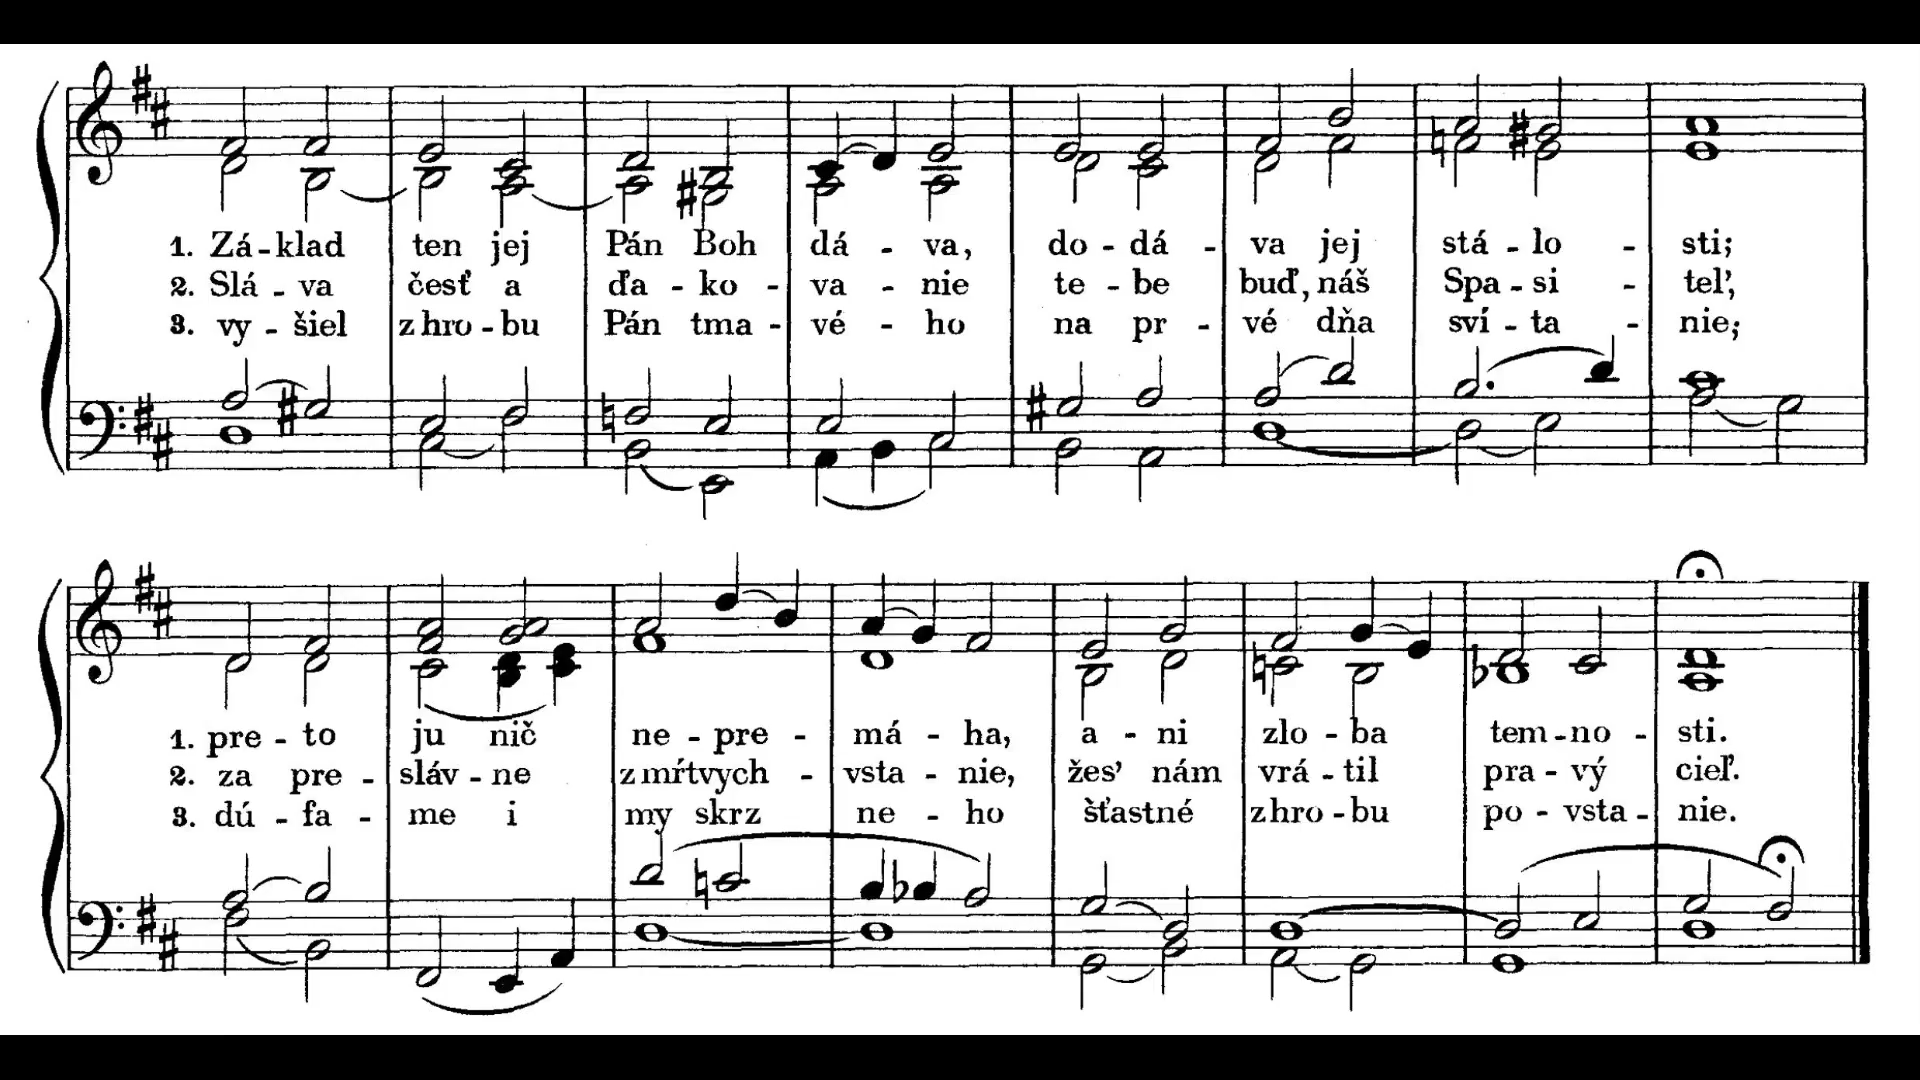 1. Zá-klad ten jej Pán Boh dá - va, do-dá - va jej stá-lo - sti;
2. Slá-va česť a ďa-ko-va-nie te-be buď, náš Spa-si - teľ,
3. vy-šiel z hro-bu Pán tma-vé-ho na pr-vé dňa sví-ta - nie;
1. pre-to ju nič ne-pre-má-ha, a-ni zlo-ba tem-no-sti.
2. za pre-sláv-ne z mŕtvych-vsta-nie, žes' nám vrá-til pra-vý cieľ.
3. dú-fa-me i my skrz ne-ho šťastné z hro-bu po-vsta-nie.